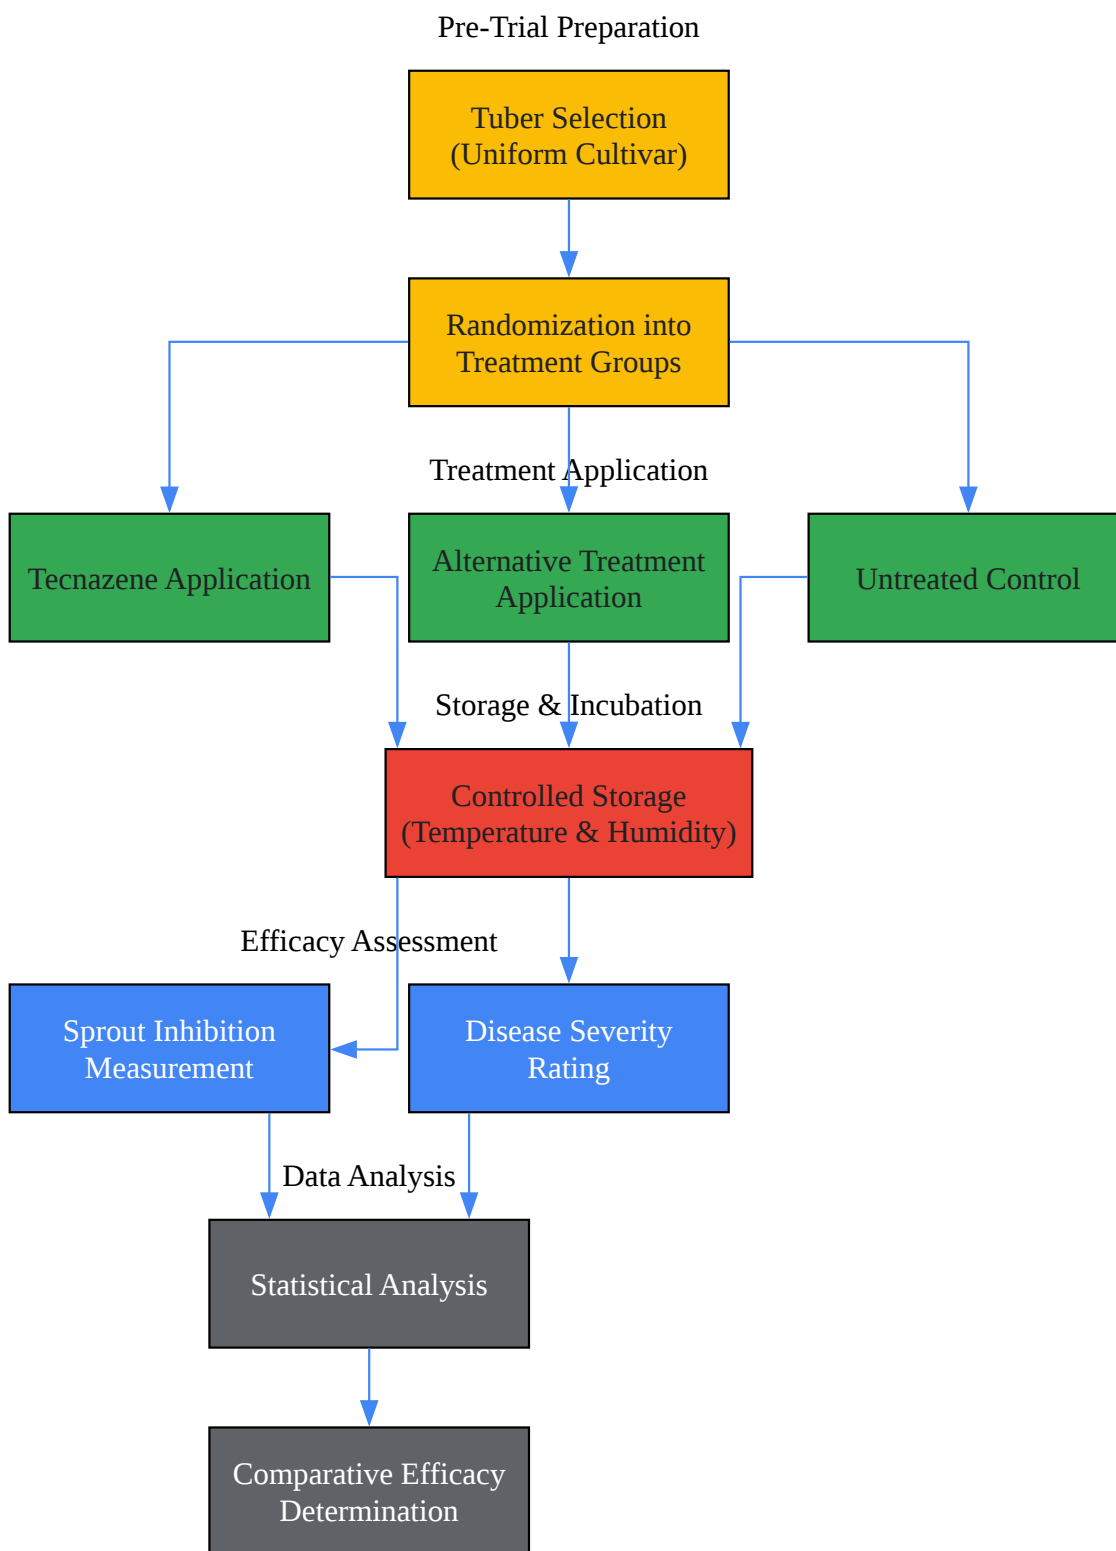 Pre-Trial Preparation
Tuber Selection
(Uniform Cultivar)
Randomization into
Treatment Groups
Treatment Application
Tecnazene Application
Alternative Treatment
Application
Untreated Control
Storage & Incubation
Controlled Storage
(Temperature & Humidity)
Efficacy Assessment
Sprout Inhibition
Measurement
Disease Severity
Rating
Data Analysis
Statistical Analysis
Comparative Efficacy
Determination